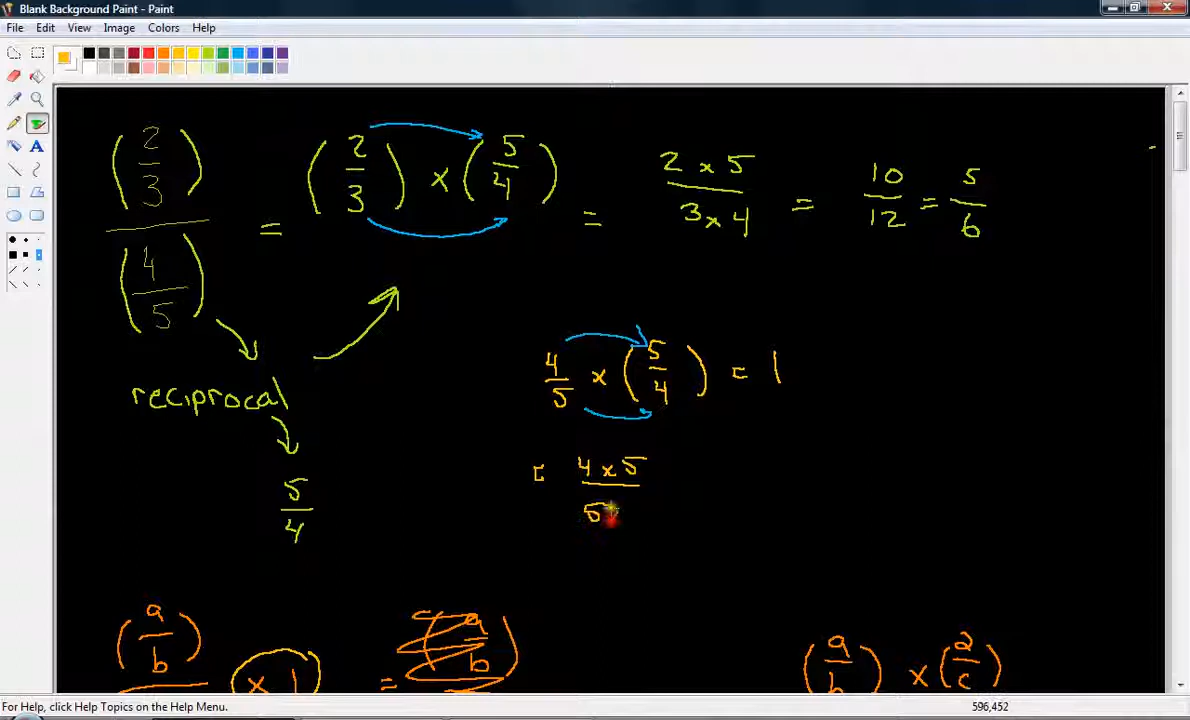 Blank Background Paint - Paint
File Edit View Image Colors Help
(2/3) / (4/5) = (2/3) x (5/4) = 2 x 5 / 3 x 4 = 10/12 = 5/6
reciprocal
5/4
4/5 x (5/4) = 1
= 4 x 5 / 5
(a/b) x 1 = (a/b)
(a/b) x (2/c)
For Help, click Help Topics on the Help Menu.
596,452